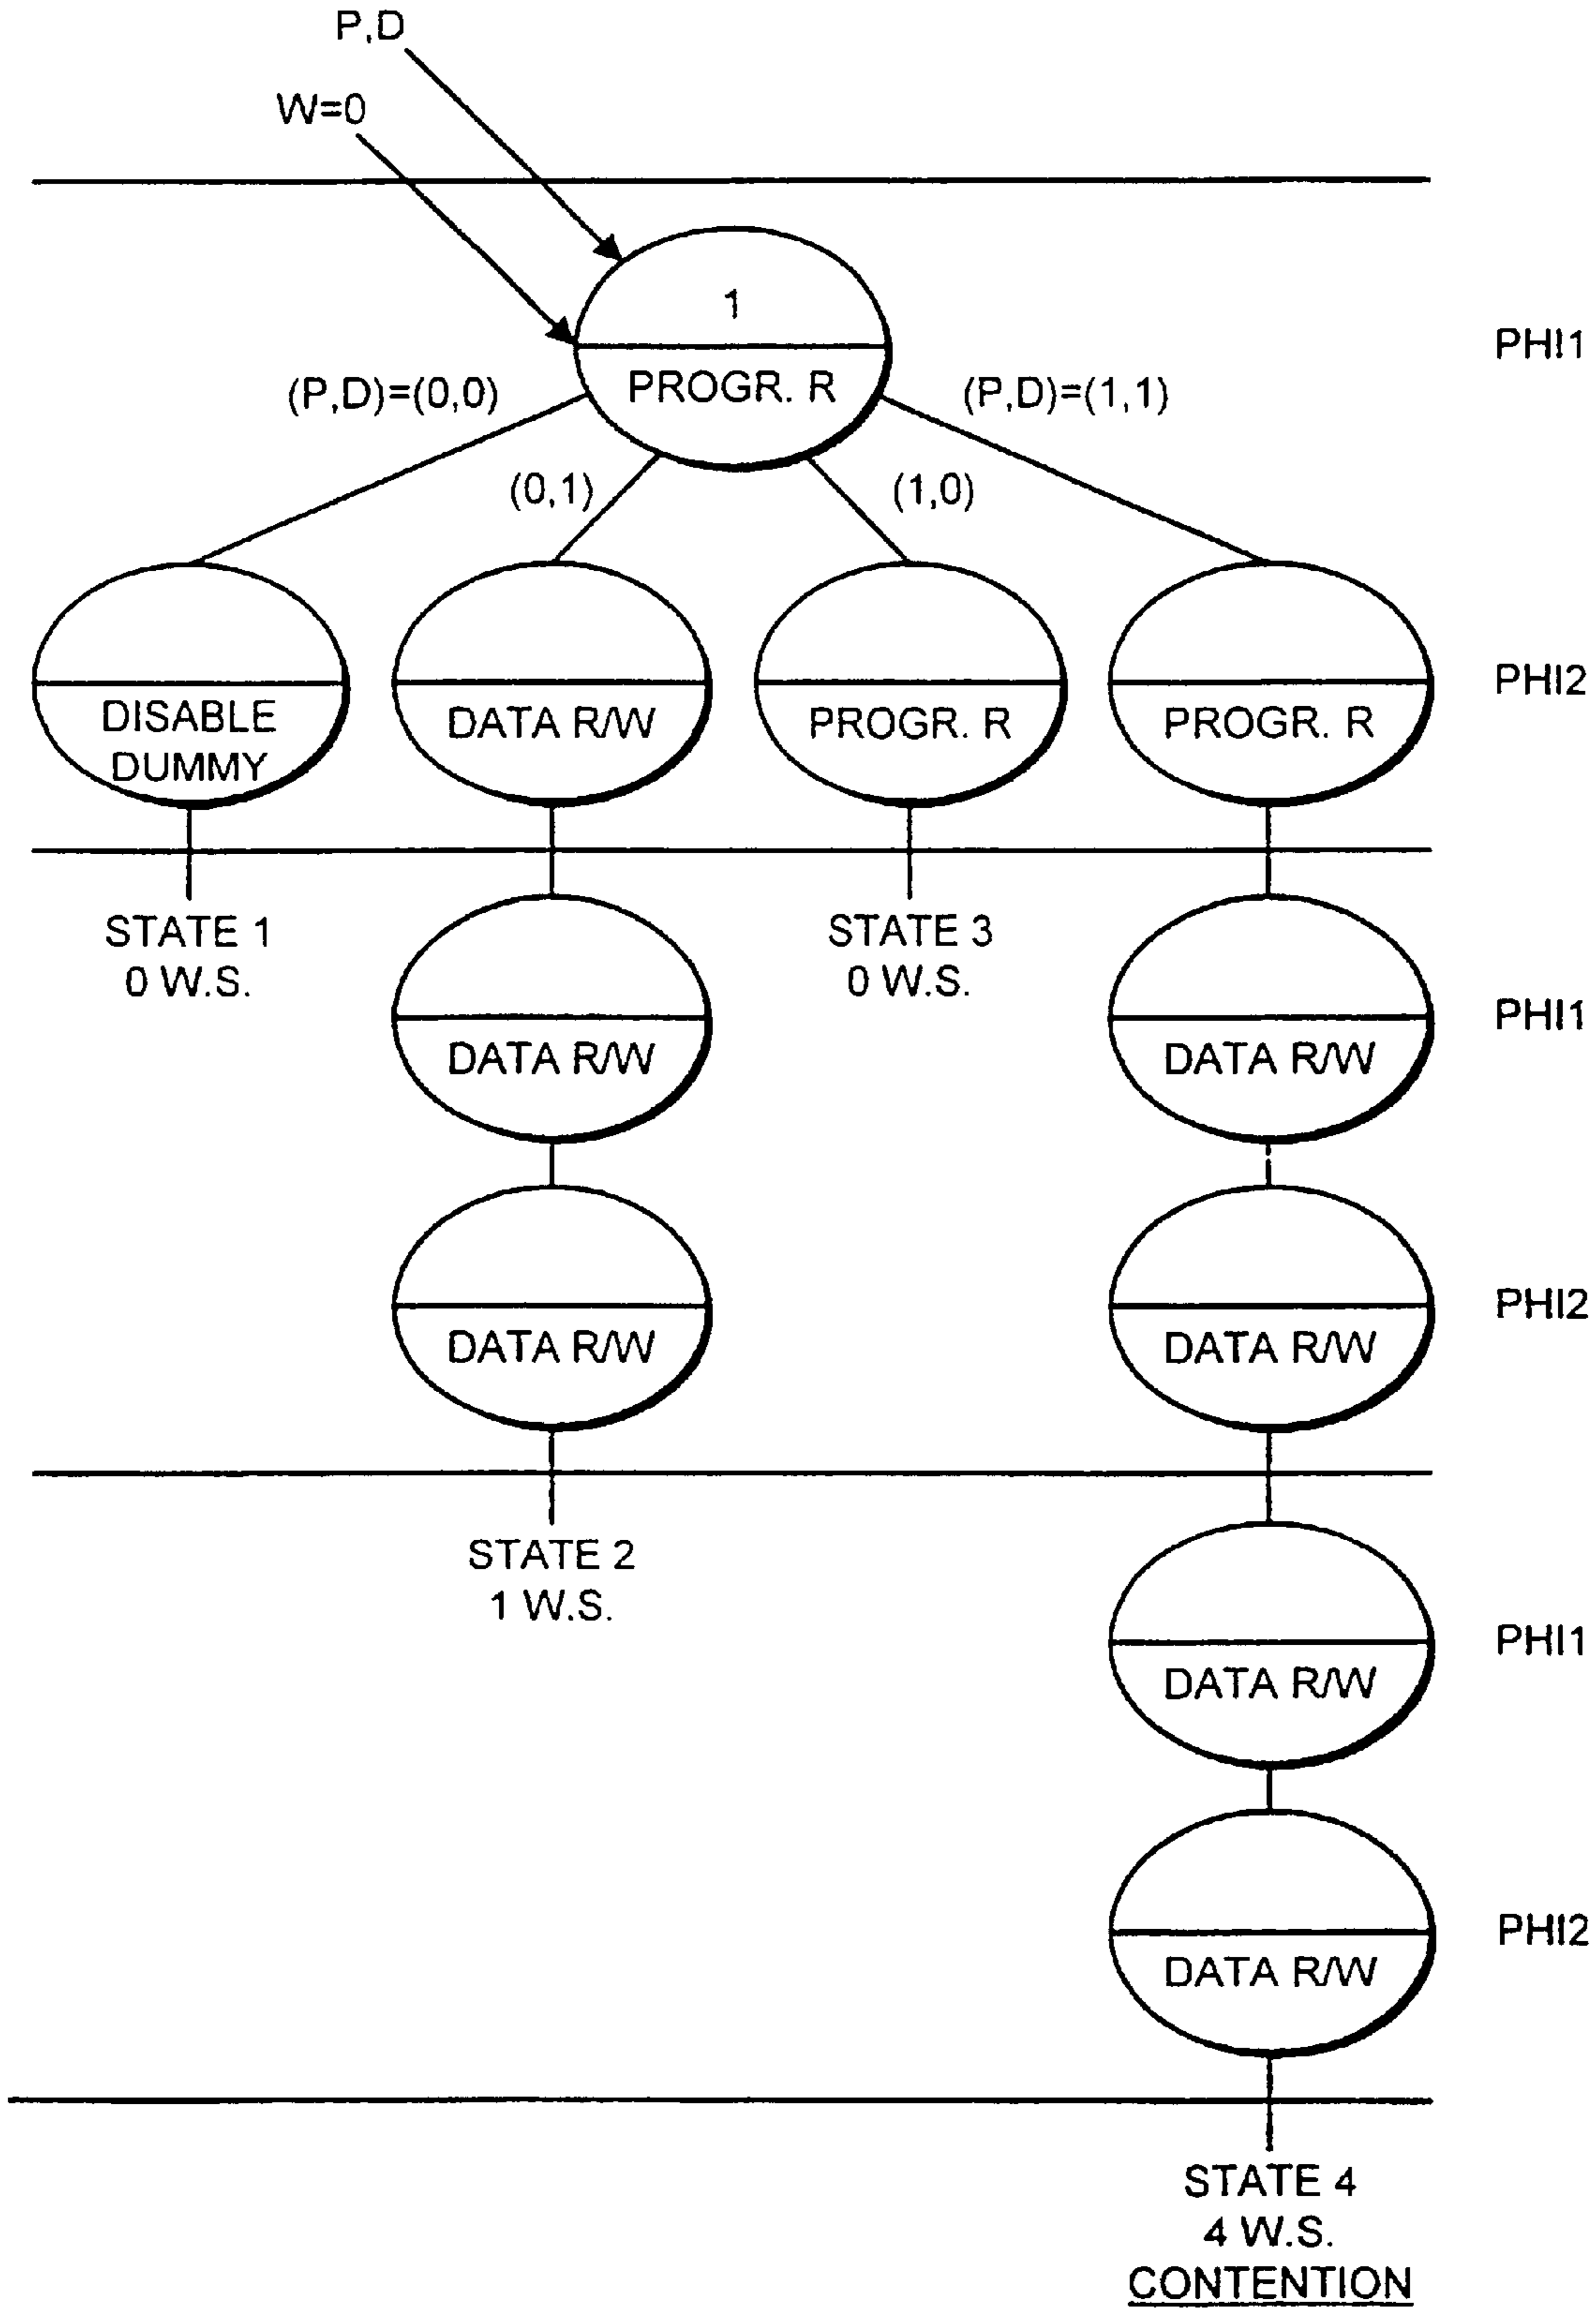 P,D
W=0
1
PROGR. R
PHI1
(P,D)=(0,0)
(P,D)=(1,1)
(0,1)
(1,0)
DISABLE
DUMMY
DATA R/W
PROGR. R
PROGR. R
PHI2
STATE 1
0 W.S.
STATE 3
0 W.S.
DATA R/W
DATA R/W
PHI1
DATA R/W
DATA R/W
PHI2
STATE 2
1 W.S.
DATA R/W
PHI1
DATA R/W
PHI2
STATE 4
4 W.S.
CONTENTION